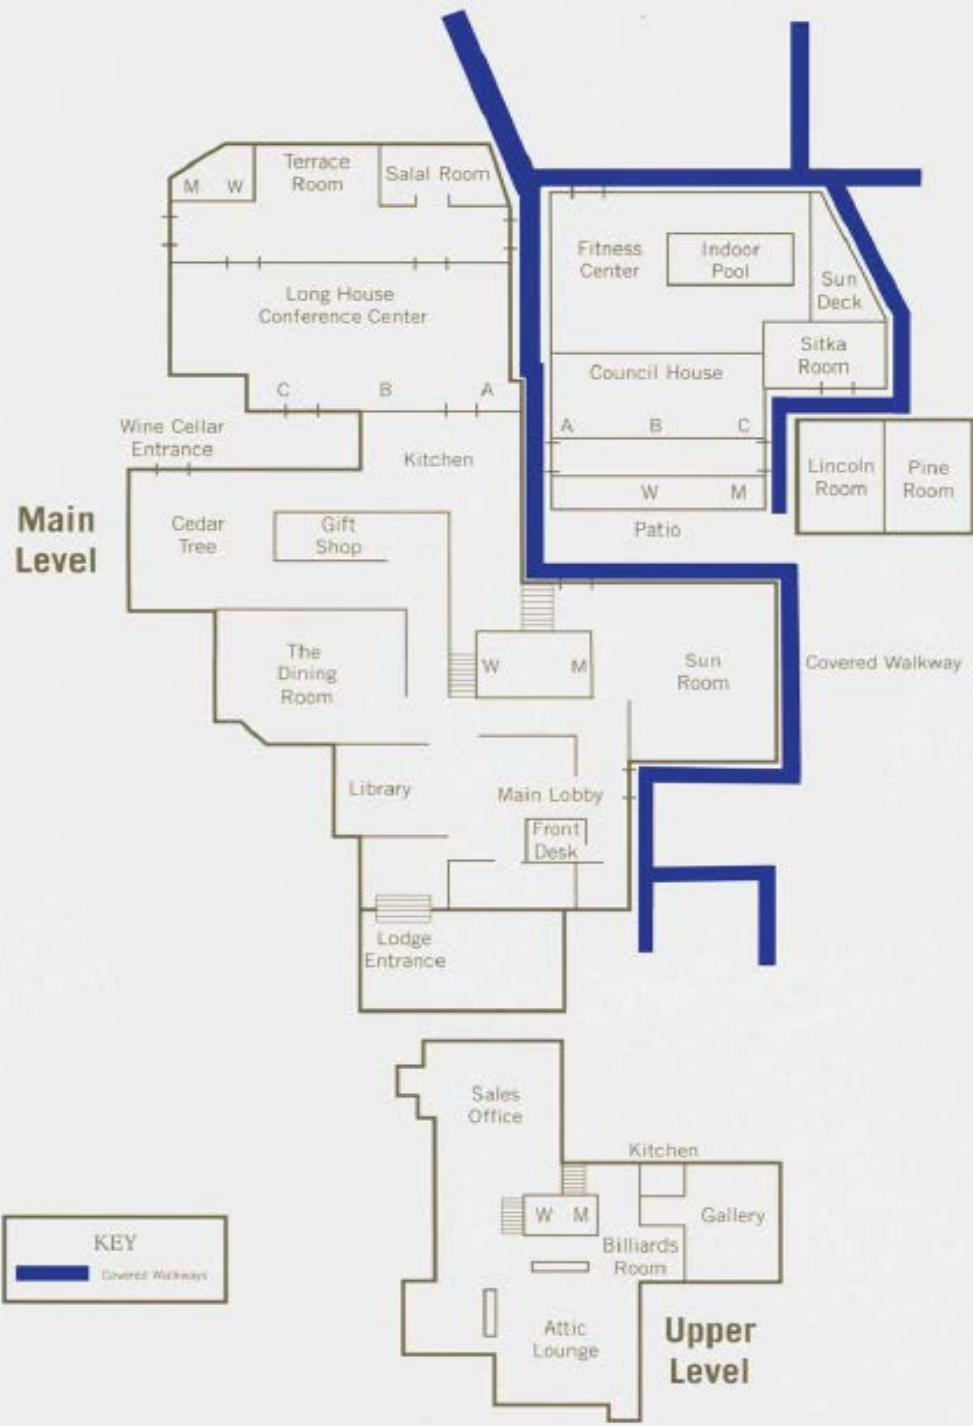 M W
Terrace
Room
Salal Room
Fitness
Center
Indoor
Pool
Sun
Deck
Long House
Conference Center
Sitka
Room
Council House
C B A
A B C
Wine Cellar
Entrance
Kitchen
Lincoln
Room
Pine
Room
W M
Main
Level
Cedar
Tree
Gift
Shop
Patio
The
Dining
Room
W M
Sun
Room
Covered Walkway
Library
Main Lobby
Front
Desk
Lodge
Entrance
Sales
Office
Kitchen
W M
Gallery
Billiards
Room
KEY
Covered Walkways
Attic
Lounge
Upper
Level